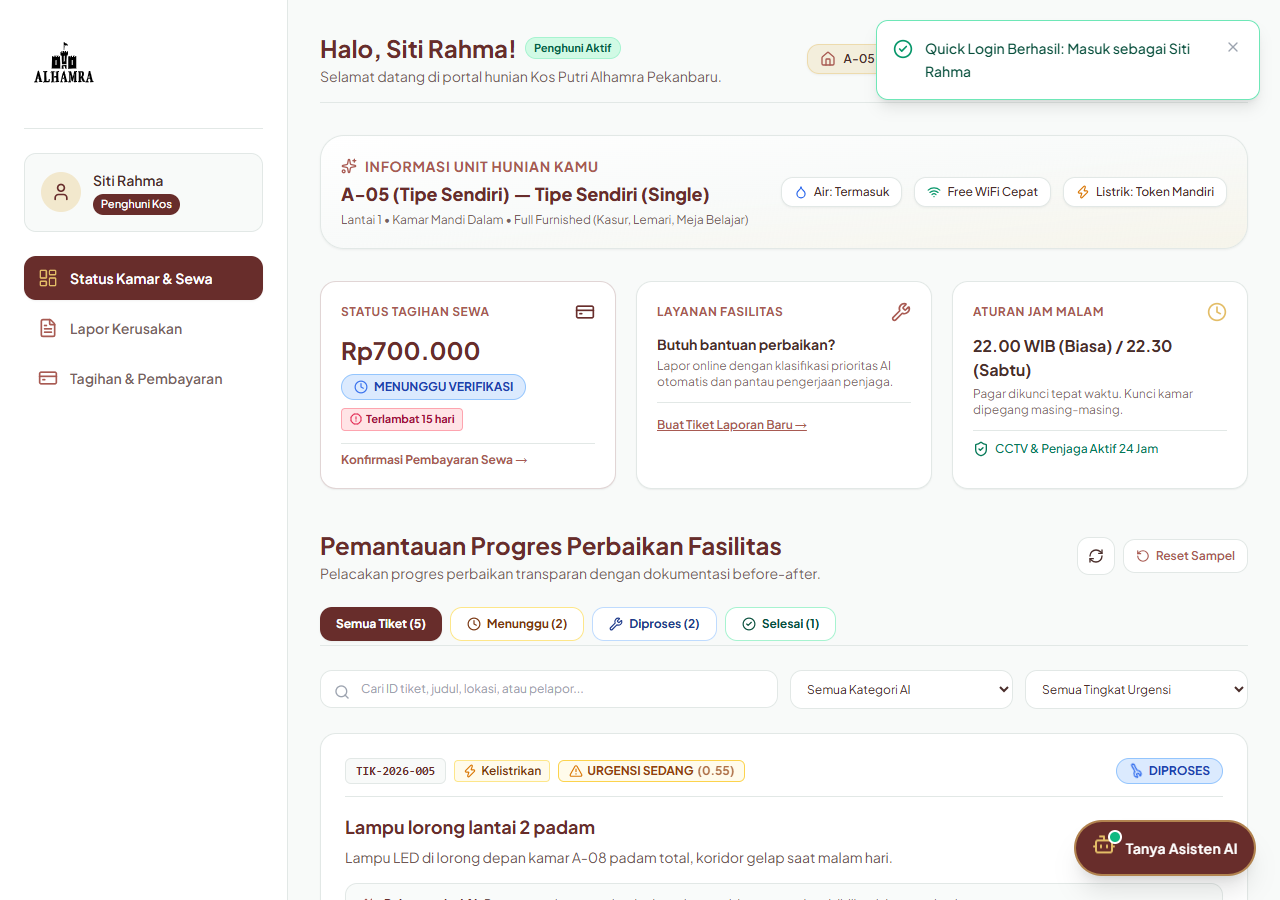 ALHAMRA
Siti Rahma
Penghuni Kos
Status Kamar & Sewa
Lapor Kerusakan
Tagihan & Pembayaran
Halo, Siti Rahma!
Penghuni Aktif
Selamat datang di portal hunian Kos Putri Alhamra Pekanbaru.
A-05
Quick Login Berhasil: Masuk sebagai Siti
Rahma
INFORMASI UNIT HUNIAN KAMU
A-05 (Tipe Sendiri) — Tipe Sendiri (Single)
Lantai 1 • Kamar Mandi Dalam • Full Furnished (Kasur, Lemari, Meja Belajar)
Air: Termasuk
Free WiFi Cepat
Listrik: Token Mandiri
STATUS TAGIHAN SEWA
Rp700.000
MENUNGGU VERIFIKASI
Terlambat 15 hari
Konfirmasi Pembayaran Sewa →
LAYANAN FASILITAS
Butuh bantuan perbaikan?
Lapor online dengan klasifikasi prioritas AI
otomatis dan pantau pengerjaan penjaga.
Buat Tiket Laporan Baru →
ATURAN JAM MALAM
22.00 WIB (Biasa) / 22.30
(Sabtu)
Pagar dikunci tepat waktu. Kunci kamar
dipegang masing-masing.
CCTV & Penjaga Aktif 24 Jam
Pemantauan Progres Perbaikan Fasilitas
Pelacakan progres perbaikan transparan dengan dokumentasi before-after.
Reset Sampel
Semua Tiket (5)
Menunggu (2)
Diproses (2)
Selesai (1)
Cari ID tiket, judul, lokasi, atau pelapor...
Semua Kategori AI
Semua Tingkat Urgensi
TIK-2026-005
Kelistrikan
URGENSI SEDANG (0.55)
DIPROSES
Lampu lorong lantai 2 padam
Lampu LED di lorong depan kamar A-08 padam total, koridor gelap saat malam hari.
Tanya Asisten AI